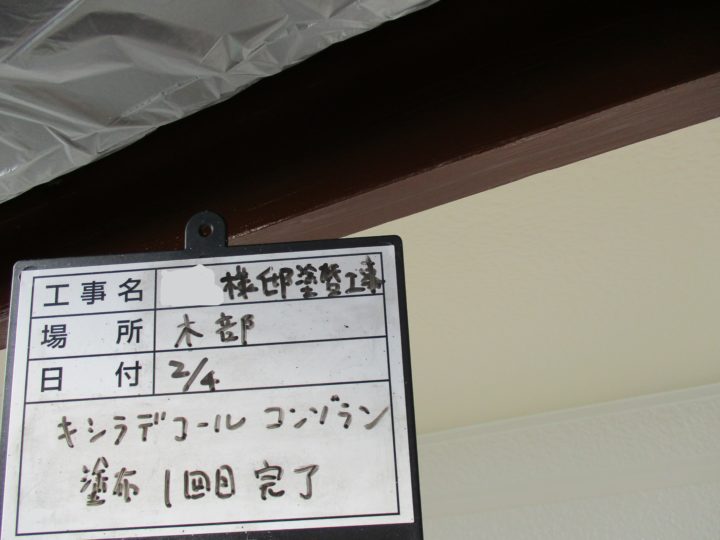 工事名 様邸塗替工事
場所 木部
日付 2/4
キシラデコール コンゾラン
塗布 1回目 完了